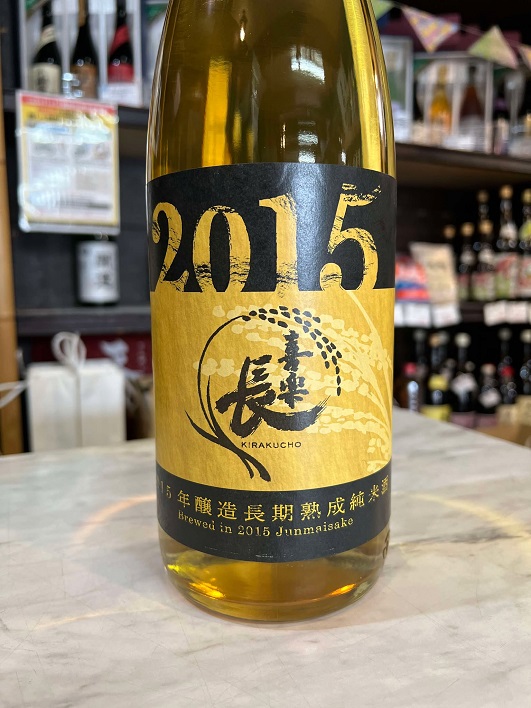 2015
喜楽長
KIRAKUCHO
15年醸造長期熟成純米酒
Brewed in 2015 Junmaisake